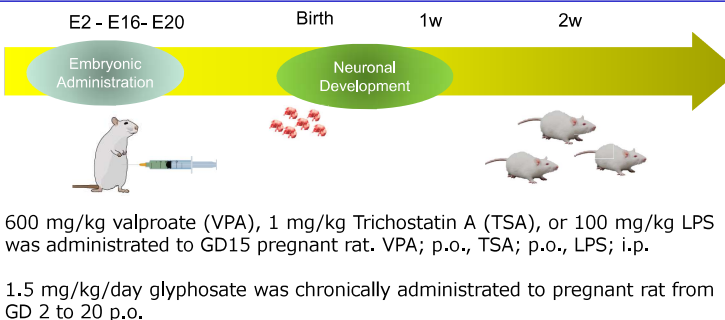 E2 - E16- E20 Birth 1w 2w
Embryonic
Administration
Neuronal
Development
600 mg/kg valproate (VPA), 1 mg/kg Trichostatin A (TSA), or 100 mg/kg LPS
was administrated to GD15 pregnant rat. VPA; p.o., TSA; p.o., LPS; i.p.
1.5 mg/kg/day glyphosate was chronically administrated to pregnant rat from
GD 2 to 20 p.o.